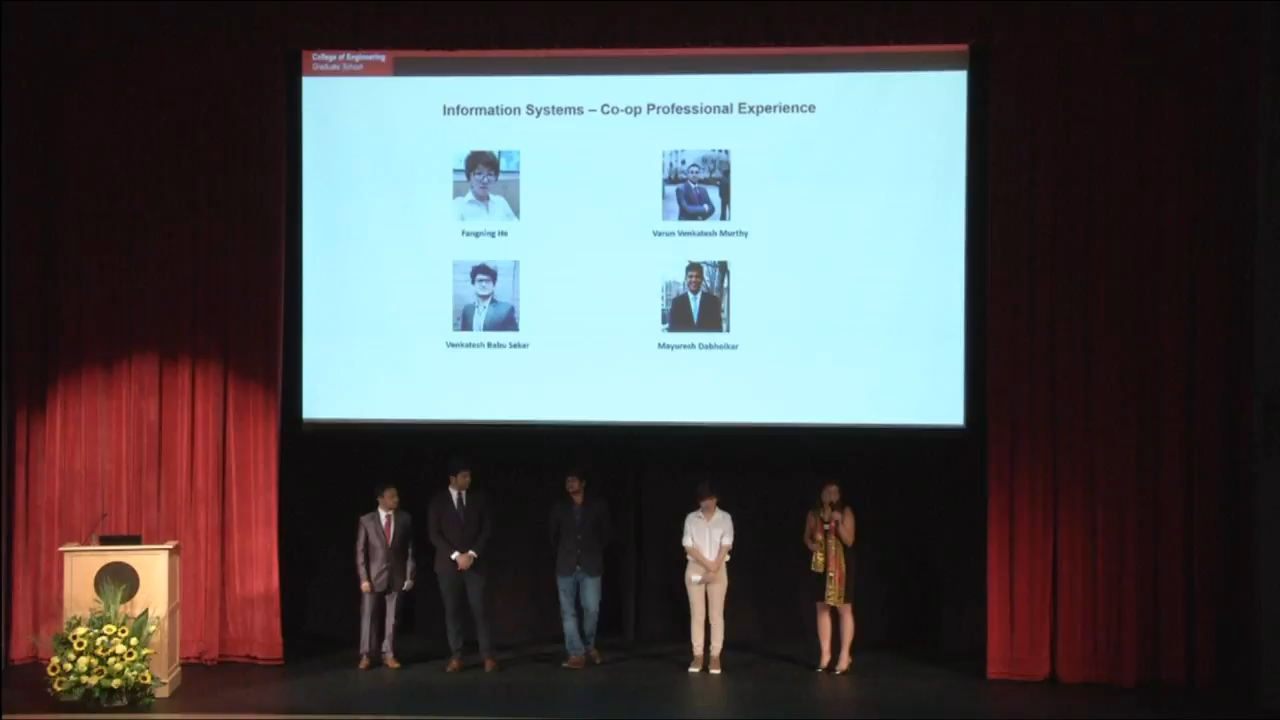 College of Engineering
Graduate School
Information Systems – Co-op Professional Experience
Fangning He
Varun Venkatesh Murthy
Venkatesh Babu Sekar
Mayuresh Dabholkar